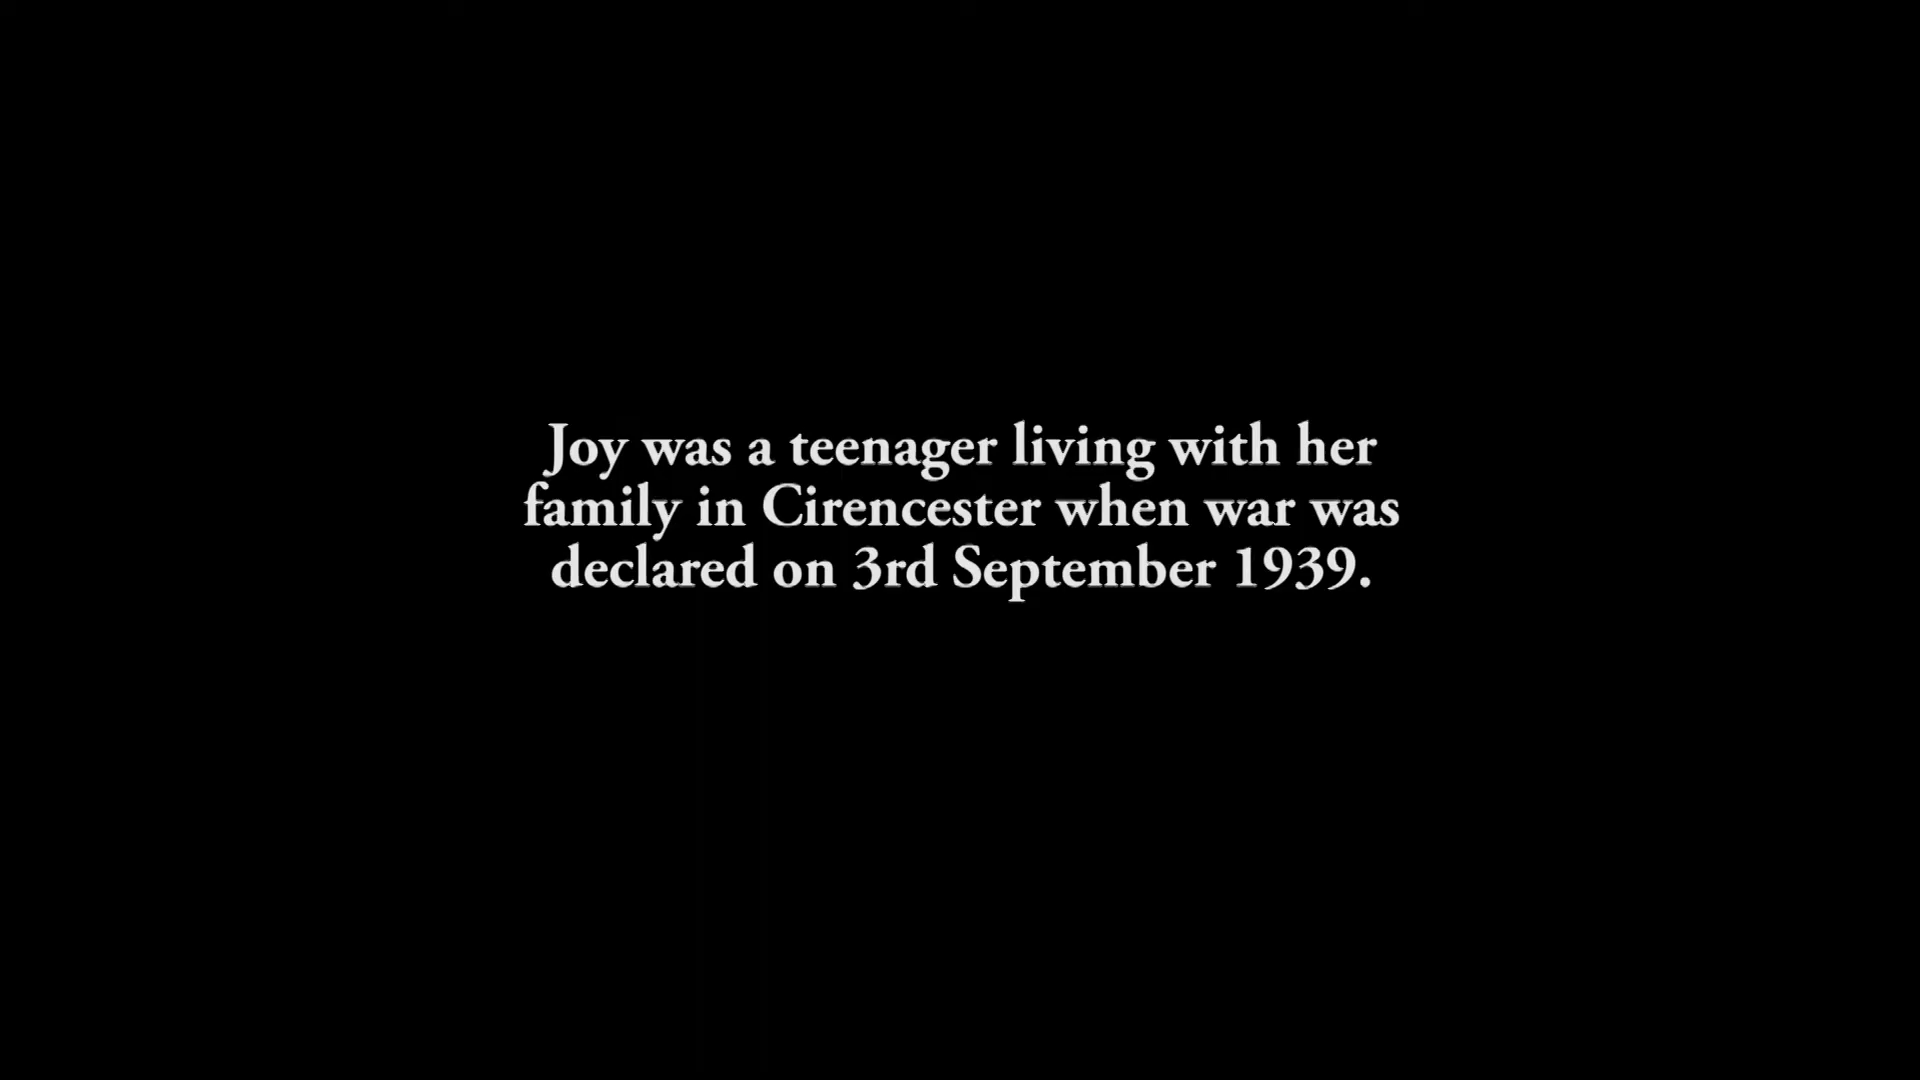 Joy was a teenager living with her
family in Cirencester when war was
declared on 3rd September 1939.